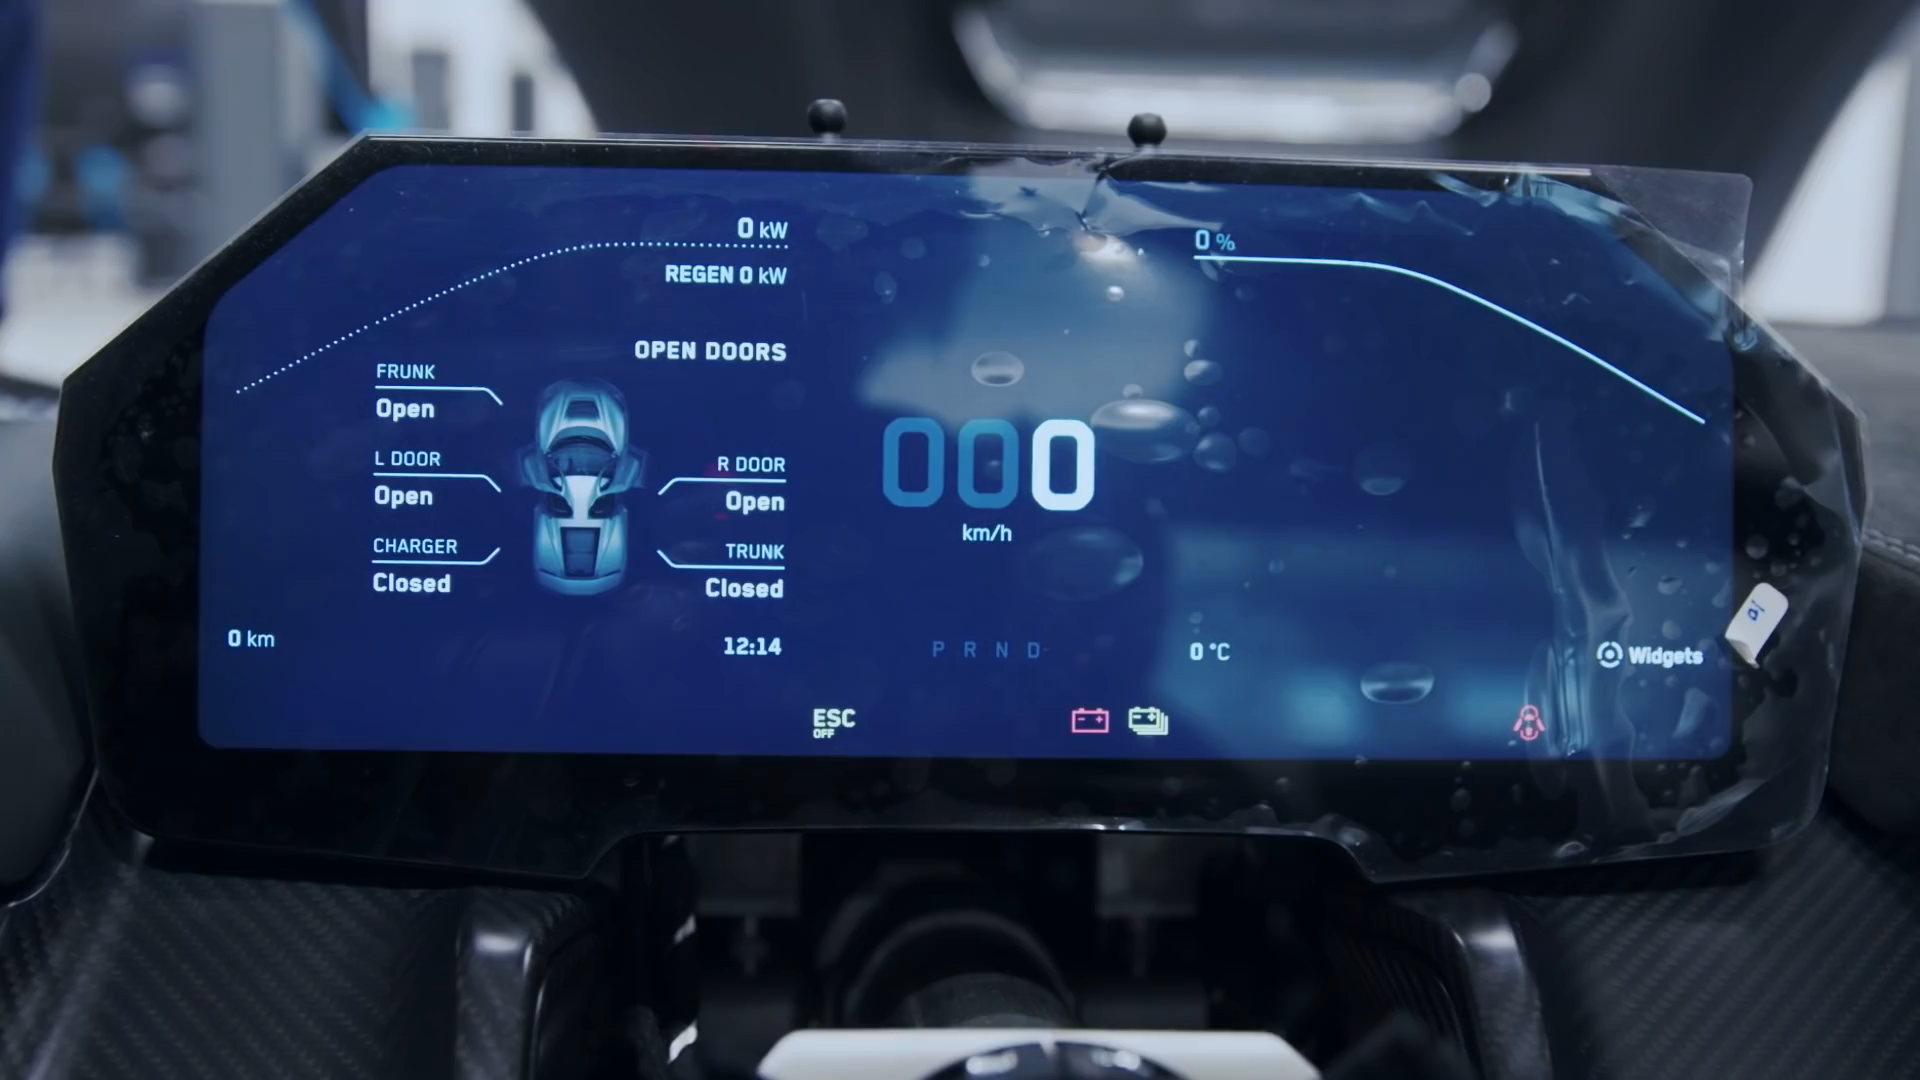 0 kW
REGEN 0 kW
OPEN DOORS
FRUNK
Open
L DOOR
Open
CHARGER
Closed
R DOOR
Open
TRUNK
Closed
0 km
12:14
000
km/h
P R N D
ESC
OFF
0 %
0 °C
Widgets